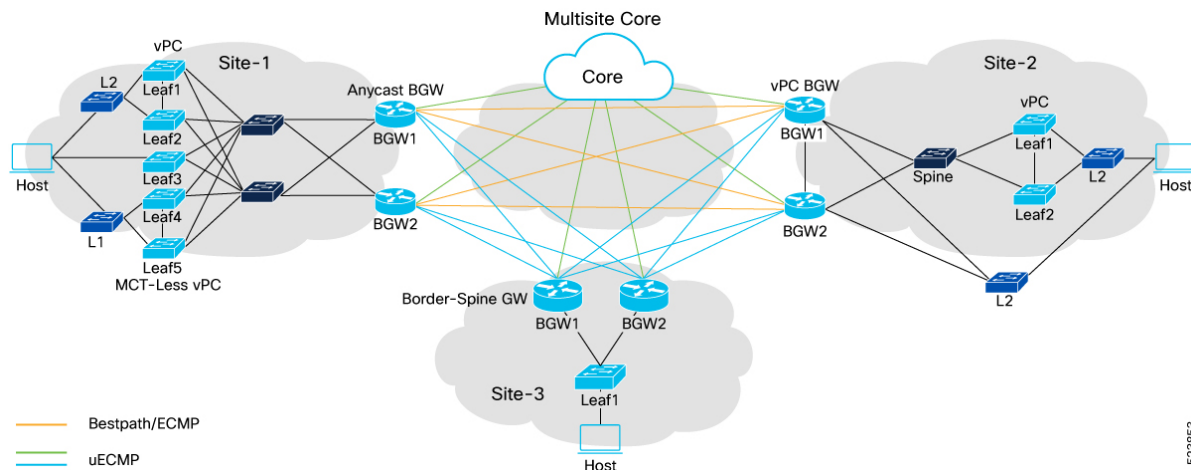 Multisite Core
Core
vPC
Site-1
L2
Leaf1
Leaf2
Leaf3
Leaf4
Leaf5
MCT-Less vPC
Host
L1
Anycast BGW
BGW1
BGW2
vPC BGW
BGW1
BGW2
Site-2
vPC
Leaf1
Leaf2
Spine
L2
Host
L2
Border-Spine GW
BGW1
BGW2
Site-3
Leaf1
Host
Bestpath/ECMP
uECMP